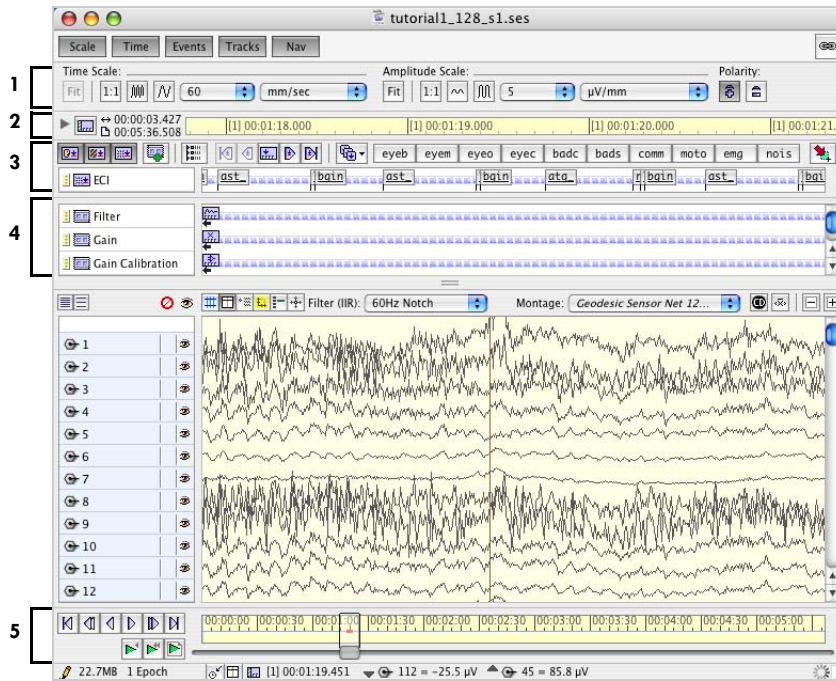 tutorial1_128_s1.ses
Scale Time Events Tracks Nav
1
Time Scale: Amplitude Scale: Polarity:
Fit 1:1 60 mm/sec Fit 1:1 5 µV/mm
2
00:00:03.427
00:05:36.508
[1] 00:01:18.000 [1] 00:01:19.000 [1] 00:01:20.000 [1] 00:01:21.
3
eyeb eyem eyeo eyec badc bads comm moto emg nois
ECI ast_ bgin ast_ bgin ata_ bgin ast_ bgi
4
Filter
Gain
Gain Calibration
Filter (IIR): 60Hz Notch Montage: Geodesic Sensor Net 12...
1
2
3
4
5
6
7
8
9
10
11
12
5
00:00:00 00:00:30 00:01:00 00:01:30 00:02:00 00:02:30 00:03:00 00:03:30 00:04:00 00:04:30 00:05:00
22.7MB 1 Epoch [1] 00:01:19.451 112 = -25.5 µV 45 = 85.8 µV